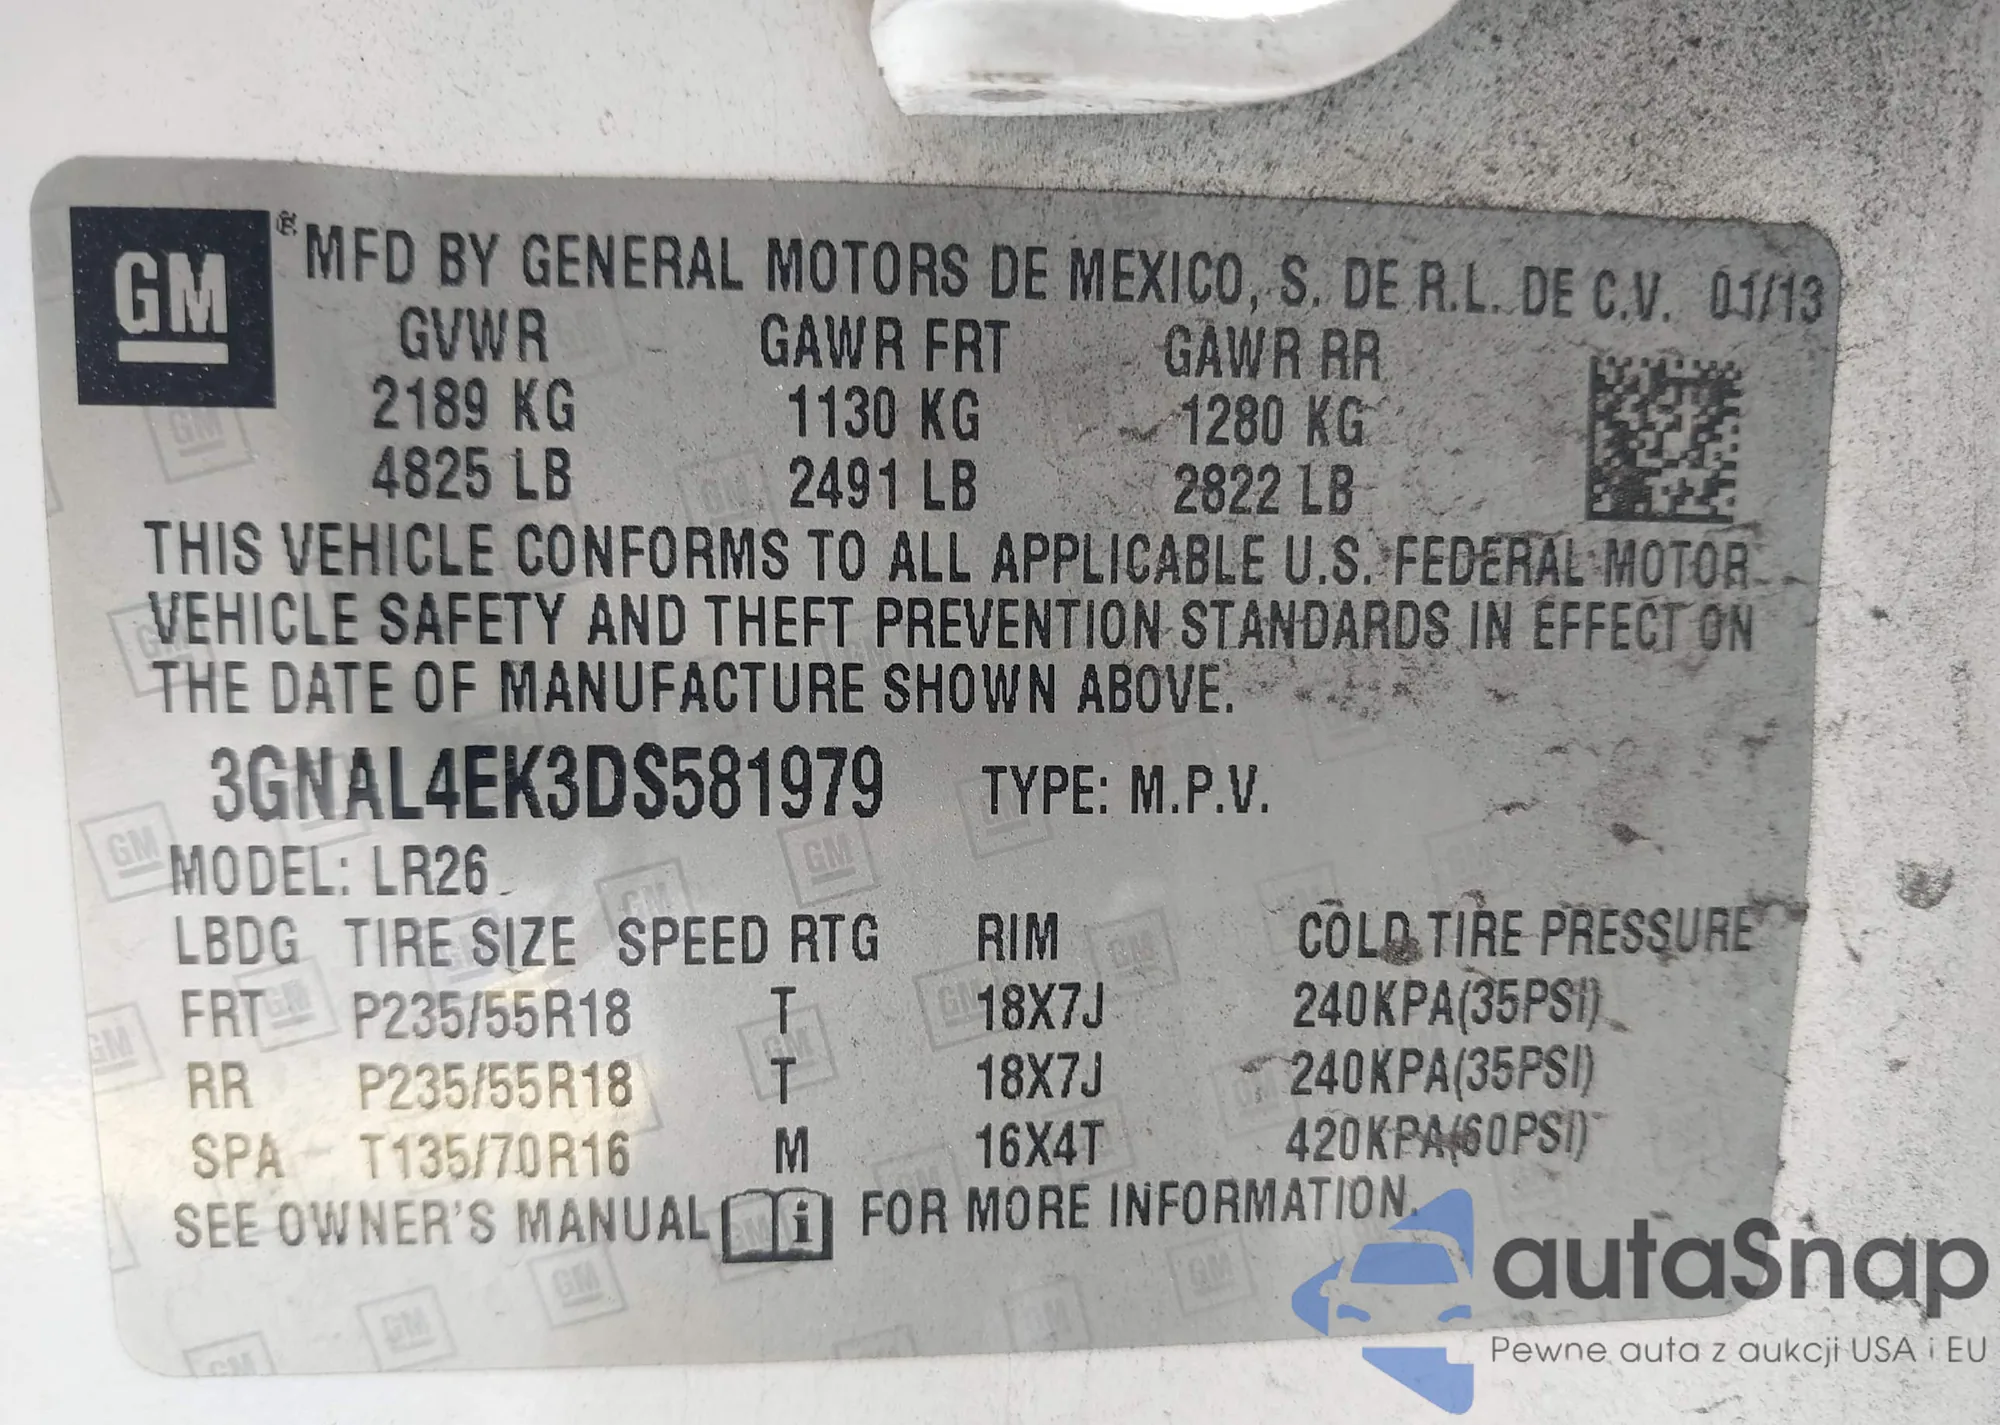 GM
® MFD BY GENERAL MOTORS DE MEXICO, S. DE R.L. DE C.V. 01/13
GVWR GAWR FRT GAWR RR
2189 KG 1130 KG 1280 KG
4825 LB 2491 LB 2822 LB
THIS VEHICLE CONFORMS TO ALL APPLICABLE U.S. FEDERAL MOTOR
VEHICLE SAFETY AND THEFT PREVENTION STANDARDS IN EFFECT ON
THE DATE OF MANUFACTURE SHOWN ABOVE.
3GNAL4EK3DS581979 TYPE: M.P.V.
MODEL: LR26
LBDG TIRE SIZE SPEED RTG RIM COLD TIRE PRESSURE
FRT P235/55R18 T 18X7J 240KPA(35PSI)
RR P235/55R18 T 18X7J 240KPA(35PSI)
SPA T135/70R16 M 16X4T 420KPA(60PSI)
SEE OWNER'S MANUAL i FOR MORE INFORMATION.
autaSnap
Pewne auta z aukcji USA i EU